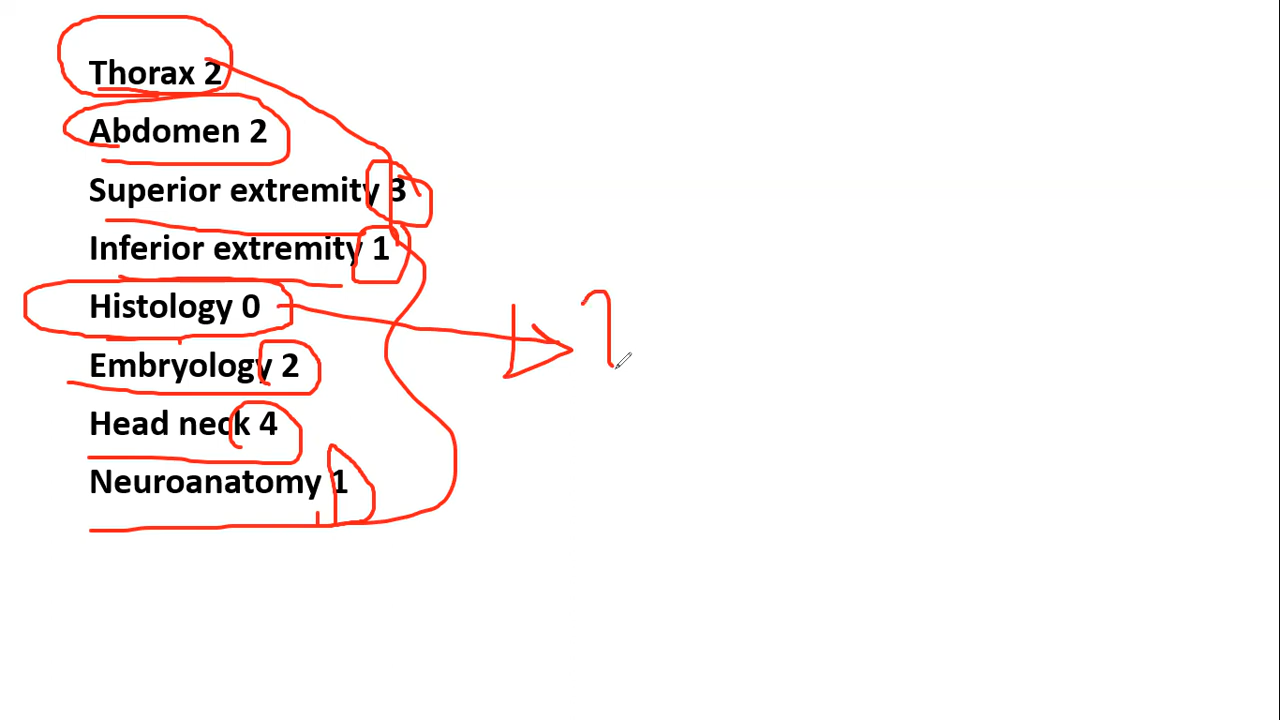 Thorax 2
Abdomen 2
Superior extremity 3
Inferior extremity 1
Histology 0
Embryology 2
Head neck 4
Neuroanatomy 1